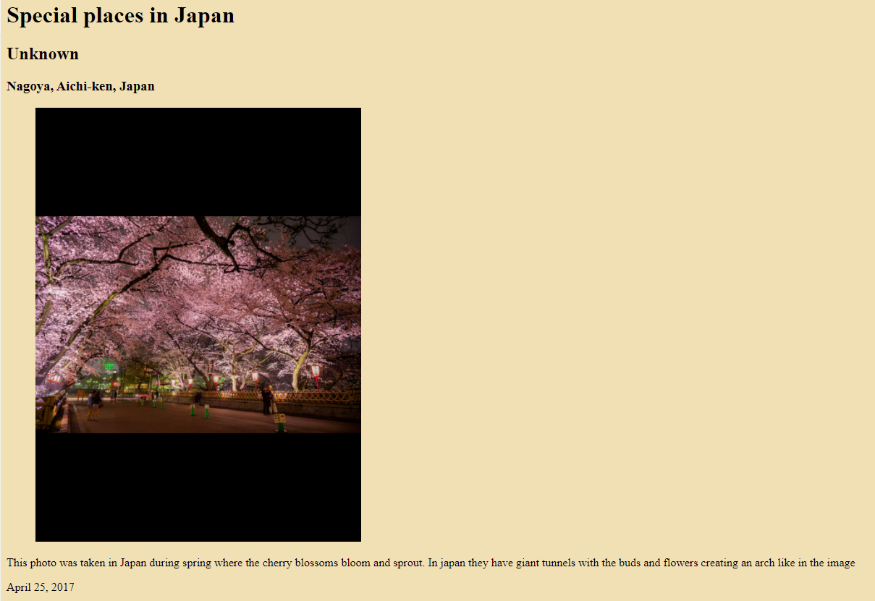 Special places in Japan
Unknown
Nagoya, Aichi-ken, Japan
This photo was taken in Japan during spring where the cherry blossoms bloom and sprout. In japan they have giant tunnels with the buds and flowers creating an arch like in the image
April 25, 2017